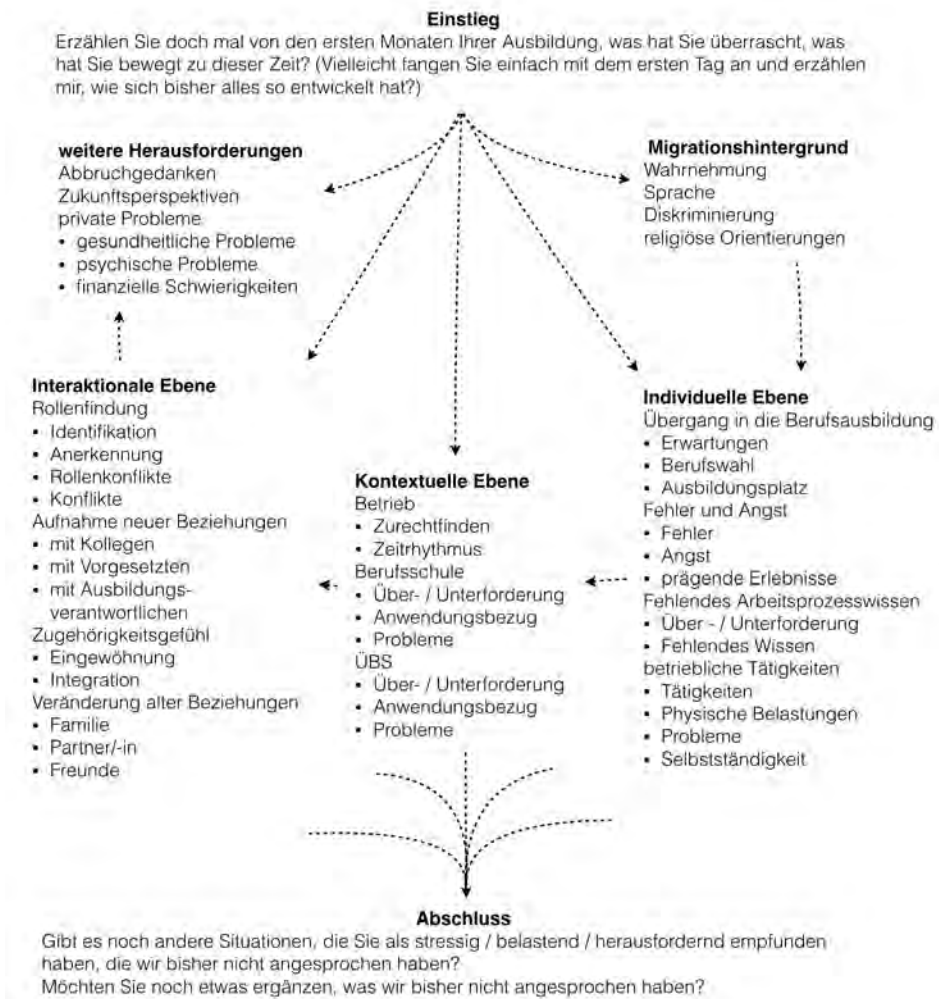 Einstieg
Erzählen Sie doch mal von den ersten Monaten Ihrer Ausbildung, was hat Sie überrascht, was
hat Sie bewegt zu dieser Zeit? (Vielleicht fangen Sie einfach mit dem ersten Tag an und erzählen
mir, wie sich bisher alles so entwickelt hat?)
weitere Herausforderungen
Abbruchgedanken
Zukunftsperspektiven
private Probleme
• gesundheitliche Probleme
• psychische Probleme
• finanzielle Schwierigkeiten
Migrationshintergrund
Wahrnehmung
Sprache
Diskriminierung
religiöse Orientierungen
Interaktionale Ebene
Rollenfindung
• Identifikation
• Anerkennung
• Rollenkonflikte
• Konflikte
Aufnahme neuer Beziehungen
• mit Kollegen
• mit Vorgesetzten
• mit Ausbildungs-
verantwortlichen
Zugehörigkeitsgefühl
• Eingewöhnung
• Integration
Veränderung alter Beziehungen
• Familie
• Partner/-in
• Freunde
Kontextuelle Ebene
Betrieb
• Zurechtfinden
• Zeitrhythmus
Berufsschule
• Über- / Unterforderung
• Anwendungsbezug
• Probleme
ÜBS
• Über- / Unterforderung
• Anwendungsbezug
• Probleme
Individuelle Ebene
Übergang in die Berufsausbildung
• Erwartungen
• Berufswahl
• Ausbildungsplatz
Fehler und Angst
• Fehler
• Angst
• prägende Erlebnisse
Fehlendes Arbeitsprozesswissen
• Über - / Unterforderung
• Fehlendes Wissen
betriebliche Tätigkeiten
• Tätigkeiten
• Physische Belastungen
• Probleme
• Selbstständigkeit
Abschluss
Gibt es noch andere Situationen, die Sie als stressig / belastend / herausfordernd empfunden
haben, die wir bisher nicht angesprochen haben?
Möchten Sie noch etwas ergänzen, was wir bisher nicht angesprochen haben?